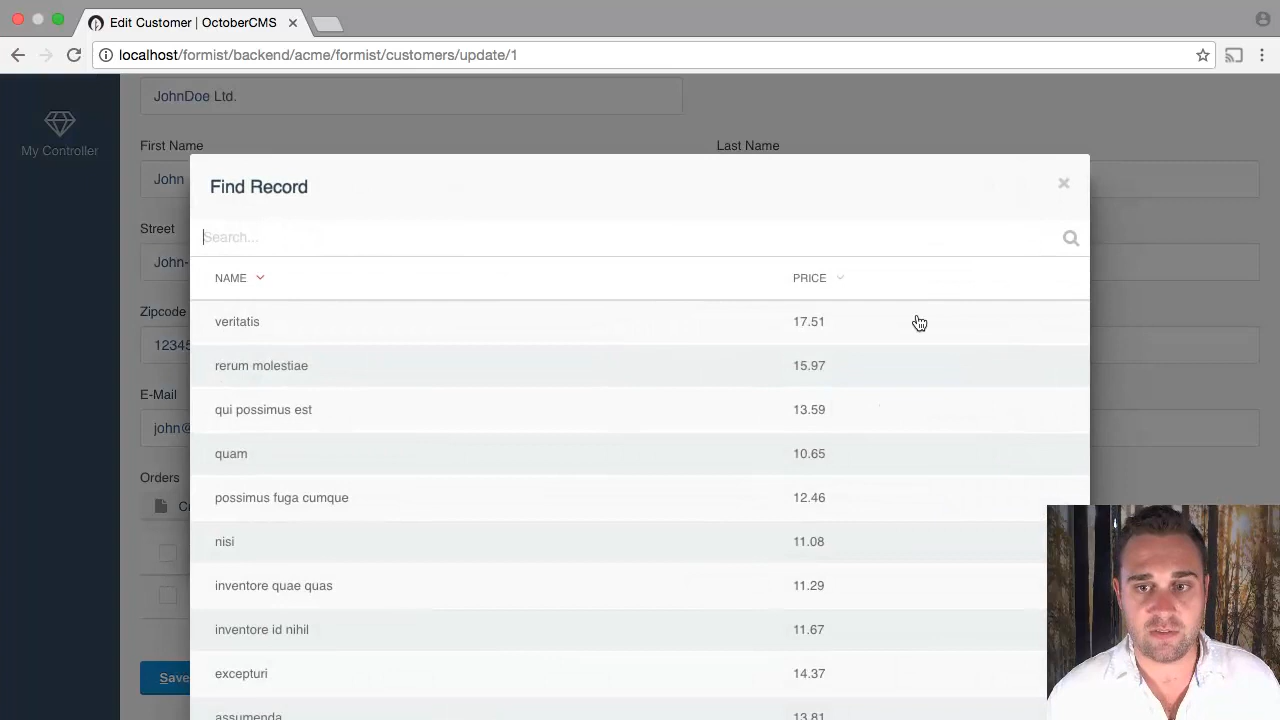 Edit Customer | OctoberCMS
localhost/formist/backend/acme/formist/customers/update/1
My Controller
JohnDoe Ltd.
First Name
Last Name
John
Street
John-
Zipcode
12345
E-Mail
john@
Orders
Save
Find Record
Search...
NAME PRICE
veritatis 17.51
rerum molestiae 15.97
qui possimus est 13.59
quam 10.65
possimus fuga cumque 12.46
nisi 11.08
inventore quae quas 11.29
inventore id nihil 11.67
excepturi 14.37
assumenda 13.81